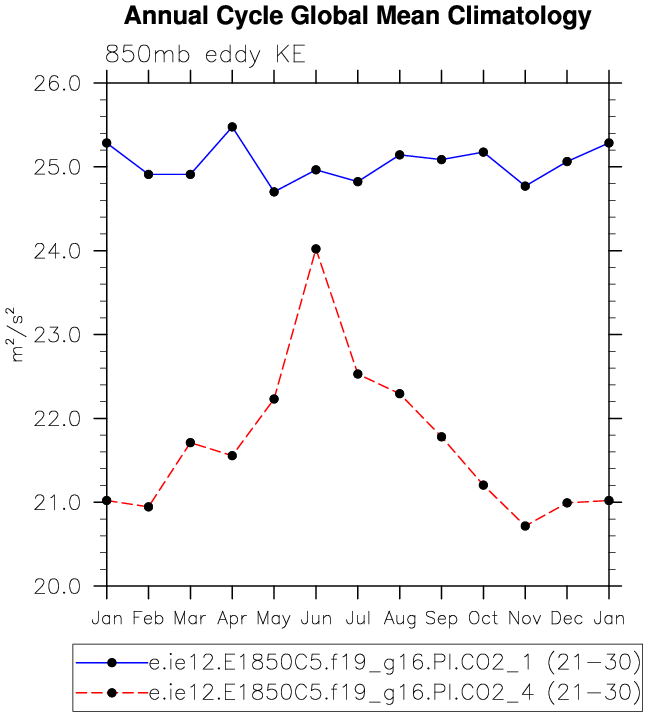 Annual Cycle Global Mean Climatology
850mb eddy KE
26.0
25.0
24.0
23.0
22.0
21.0
20.0
m²/s²
Jan Feb Mar Apr May Jun Jul Aug Sep Oct Nov Dec Jan
e.ie12.E1850C5.f19_g16.PI.CO2_1 (21-30)
e.ie12.E1850C5.f19_g16.PI.CO2_4 (21-30)